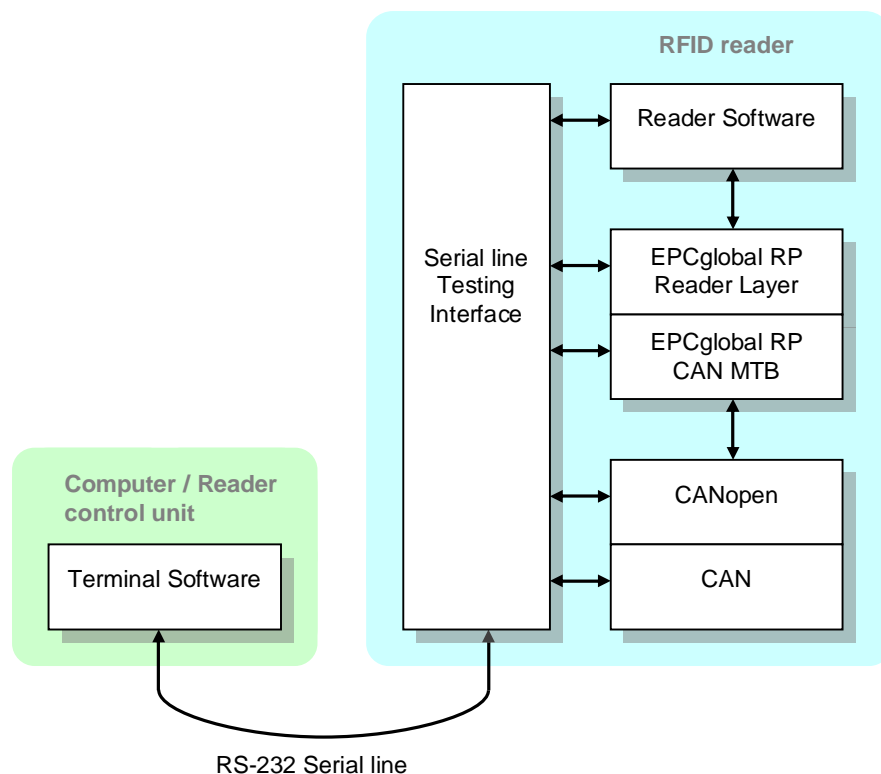 RFID reader
Reader Software
Serial line
Testing
Interface
EPCglobal RP
Reader Layer
EPCglobal RP
CAN MTB
CANopen
CAN
Computer / Reader
control unit
Terminal Software
RS-232 Serial line